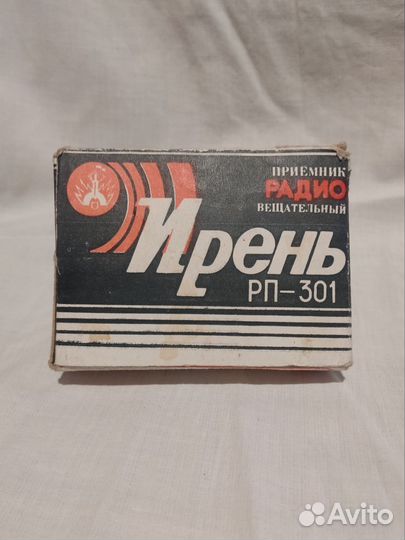 ПРИЕМНИК
РАДИО
ВЕЩАТЕЛЬНЫЙ
Ирень
РП-301
Avito